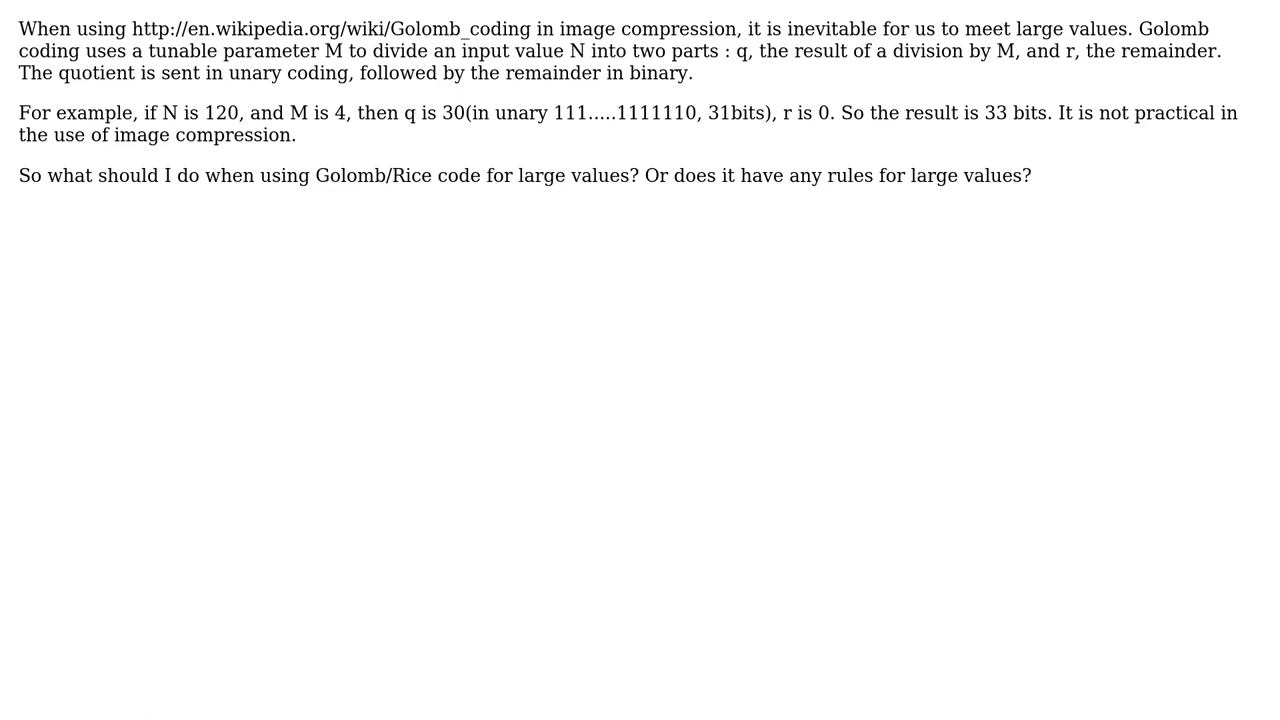 When using http://en.wikipedia.org/wiki/Golomb_coding in image compression, it is inevitable for us to meet large values. Golomb
coding uses a tunable parameter M to divide an input value N into two parts : q, the result of a division by M, and r, the remainder.
The quotient is sent in unary coding, followed by the remainder in binary.
For example, if N is 120, and M is 4, then q is 30(in unary 111.....1111110, 31bits), r is 0. So the result is 33 bits. It is not practical in
the use of image compression.
So what should I do when using Golomb/Rice code for large values? Or does it have any rules for large values?